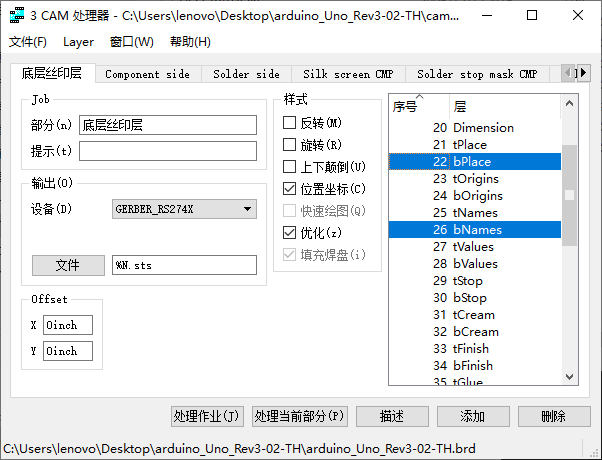 3 CAM 处理器 - C:\Users\lenovo\Desktop\arduino_Uno_Rev3-02-TH\cam...
文件(F) Layer 窗口(W) 帮助(H)
底层丝印层 Component side Solder side Silk screen CMP Solder stop mask CMP
Job
部分(n) 底层丝印层
提示(t)
输出(O)
设备(D) GERBER_RS274X
文件 %N.sts
Offset
X 0inch
Y 0inch
样式
反转(M)
旋转(R)
上下颠倒(U)
位置坐标(C)
快速绘图(Q)
优化(z)
填充焊盘(i)
序号 层
20 Dimension
21 tPlace
22 bPlace
23 tOrigins
24 bOrigins
25 tNames
26 bNames
27 tValues
28 bValues
29 tStop
30 bStop
31 tCream
32 bCream
33 tFinish
34 bFinish
35 tGlue
处理作业(J) 处理当前部分(P) 描述 添加 删除
C:\Users\lenovo\Desktop\arduino_Uno_Rev3-02-TH\arduino_Uno_Rev3-02-TH.brd